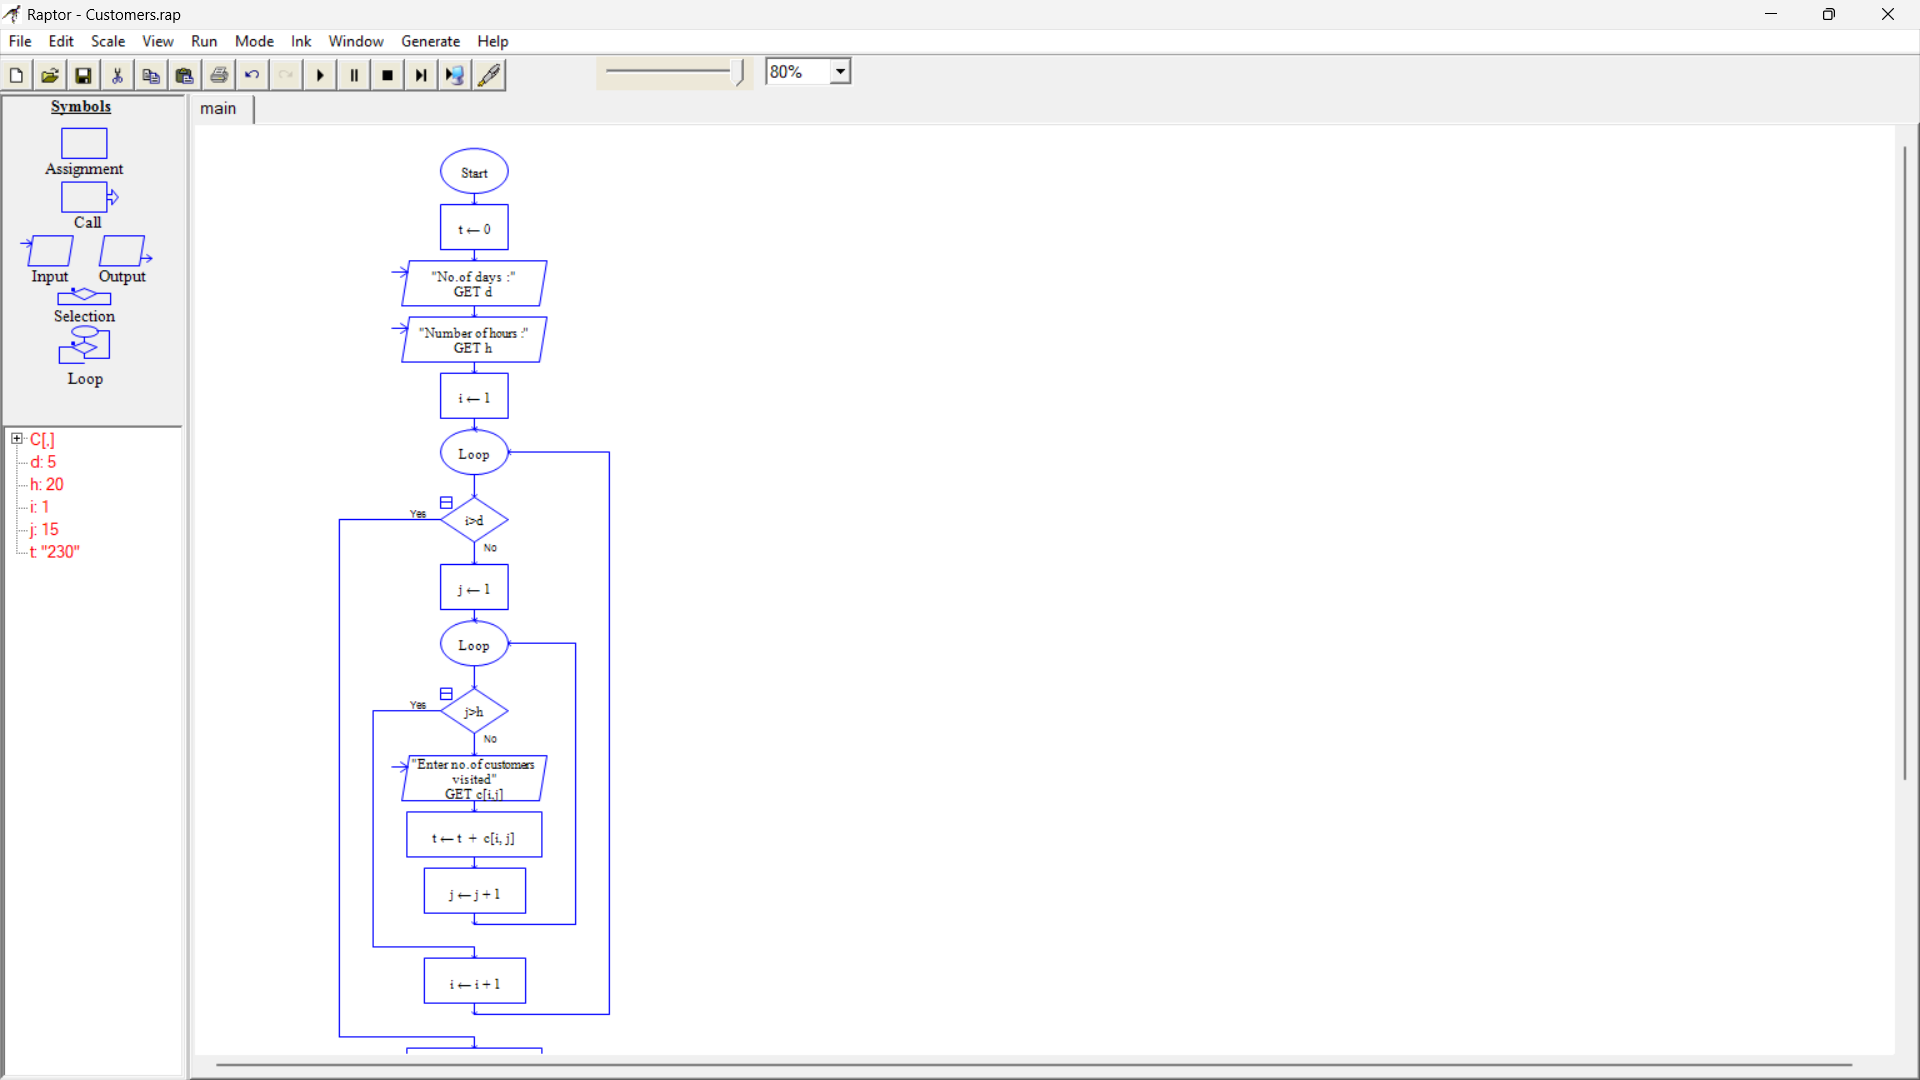 Raptor - Customers.rap
File Edit Scale View Run Mode Ink Window Generate Help
80%
Symbols
Assignment
Call
Input Output
Selection
Loop
C[,]
d: 5
h: 20
i: 1
j: 15
t: "230"
main
Start
t ← 0
"No.of days :"
GET d
"Number of hours :"
GET h
i ← 1
Loop
Yes
i>d
No
j ← 1
Loop
Yes
j>h
No
"Enter no.of customers
visited"
GET c[i,j]
t ← t + c[i, j]
j ← j + 1
i ← i + 1